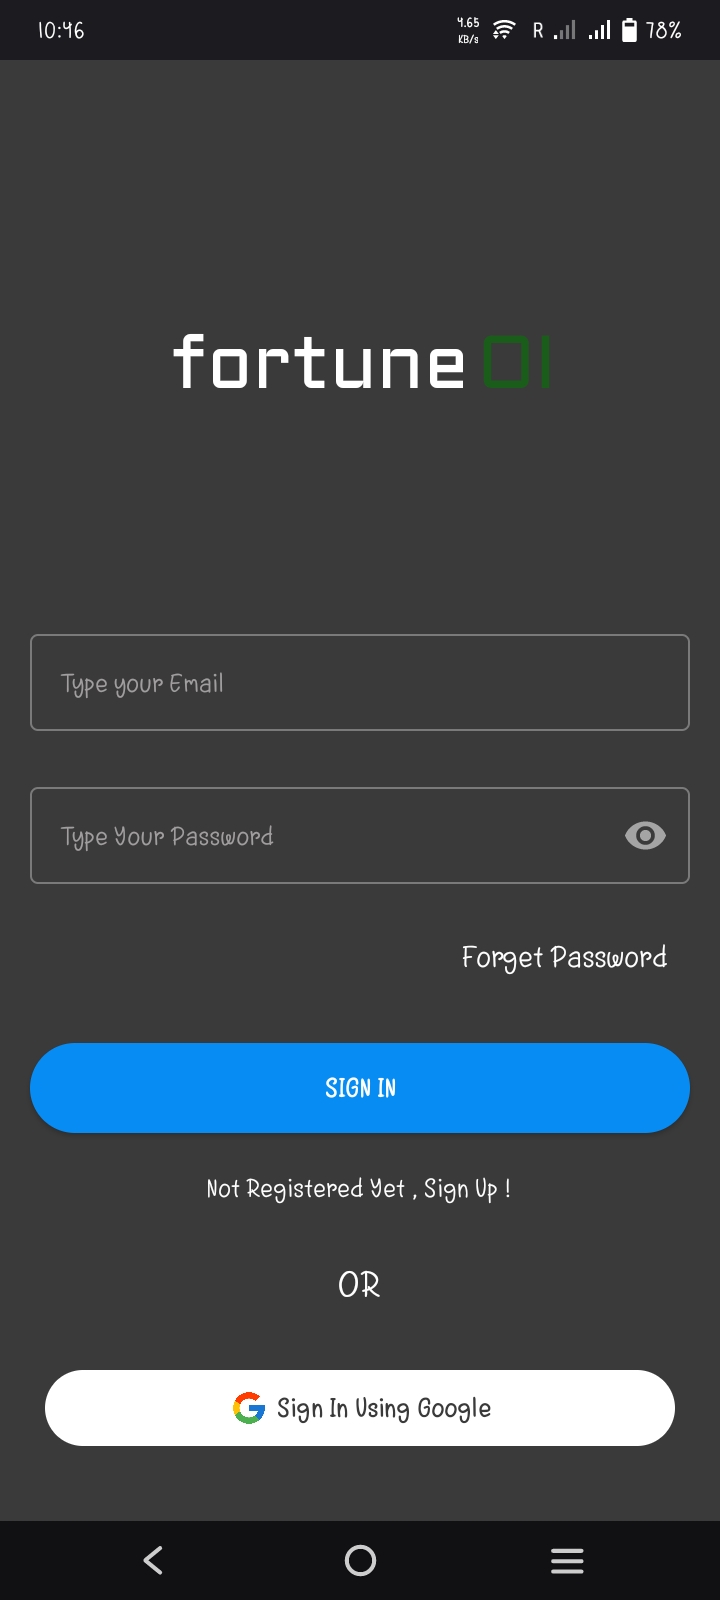 10:46 4.65 KB/s R 78%
fortune 01
Type your Email
Type Your Password
Forget Password
SIGN IN
Not Registered Yet , Sign Up !
OR
Sign In Using Google